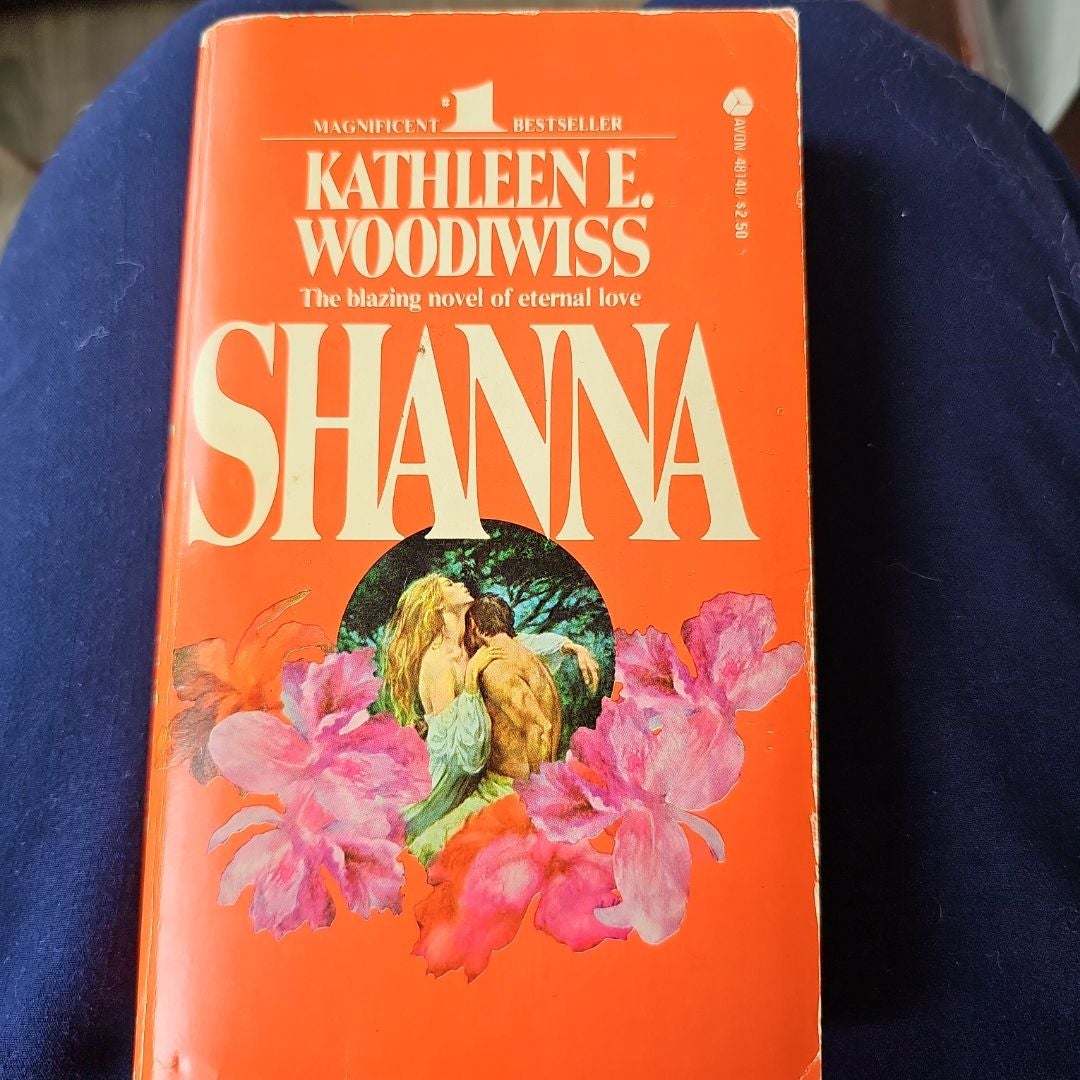 MAGNIFICENT #1 BESTSELLER
KATHLEEN E.
WOODIWISS
The blazing novel of eternal love
SHANNA
AVON 48140/$2.50